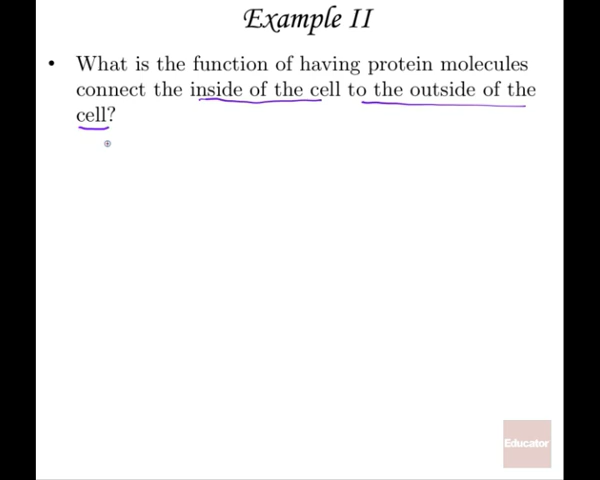 Example II
• What is the function of having protein molecules
connect the inside of the cell to the outside of the
cell?
Educator